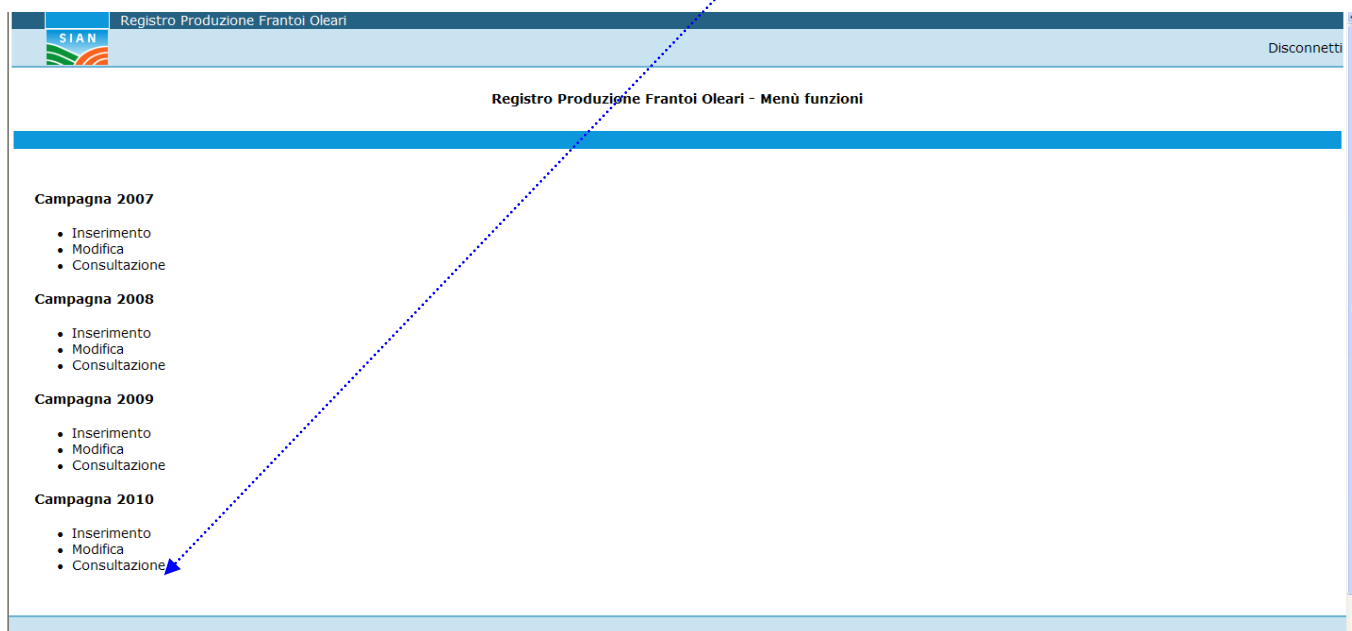 Registro Produzione Frantoi Oleari
SIAN
Disconnetti
Registro Produzione Frantoi Oleari - Menù funzioni
Campagna 2007
• Inserimento
• Modifica
• Consultazione
Campagna 2008
• Inserimento
• Modifica
• Consultazione
Campagna 2009
• Inserimento
• Modifica
• Consultazione
Campagna 2010
• Inserimento
• Modifica
• Consultazione